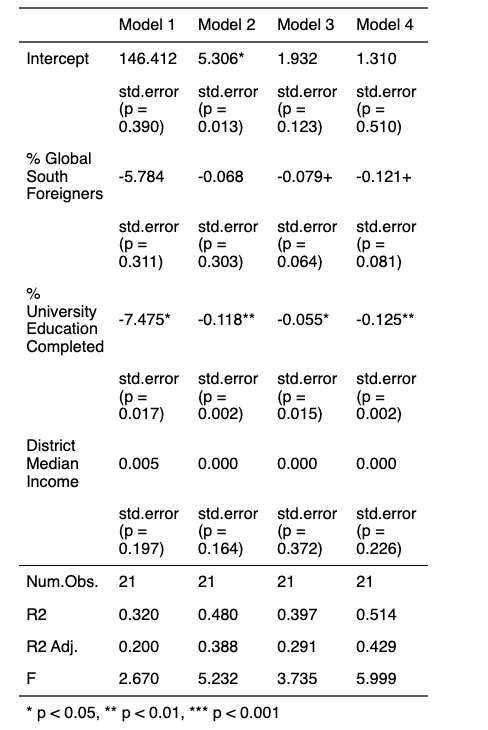 Model 1 Model 2 Model 3 Model 4
Intercept 146.412 5.306* 1.932 1.310
std.error std.error std.error std.error
(p = (p = (p = (p =
0.390) 0.013) 0.123) 0.510)
% Global
South -5.784 -0.068 -0.079+ -0.121+
Foreigners
std.error std.error std.error std.error
(p = (p = (p = (p =
0.311) 0.303) 0.064) 0.081)
%
University
Education -7.475* -0.118** -0.055* -0.125**
Completed
std.error std.error std.error std.error
(p = (p = (p = (p =
0.017) 0.002) 0.015) 0.002)
District
Median 0.005 0.000 0.000 0.000
Income
std.error std.error std.error std.error
(p = (p = (p = (p =
0.197) 0.164) 0.372) 0.226)
Num.Obs. 21 21 21 21
R2 0.320 0.480 0.397 0.514
R2 Adj. 0.200 0.388 0.291 0.429
F 2.670 5.232 3.735 5.999
* p < 0.05, ** p < 0.01, *** p < 0.001